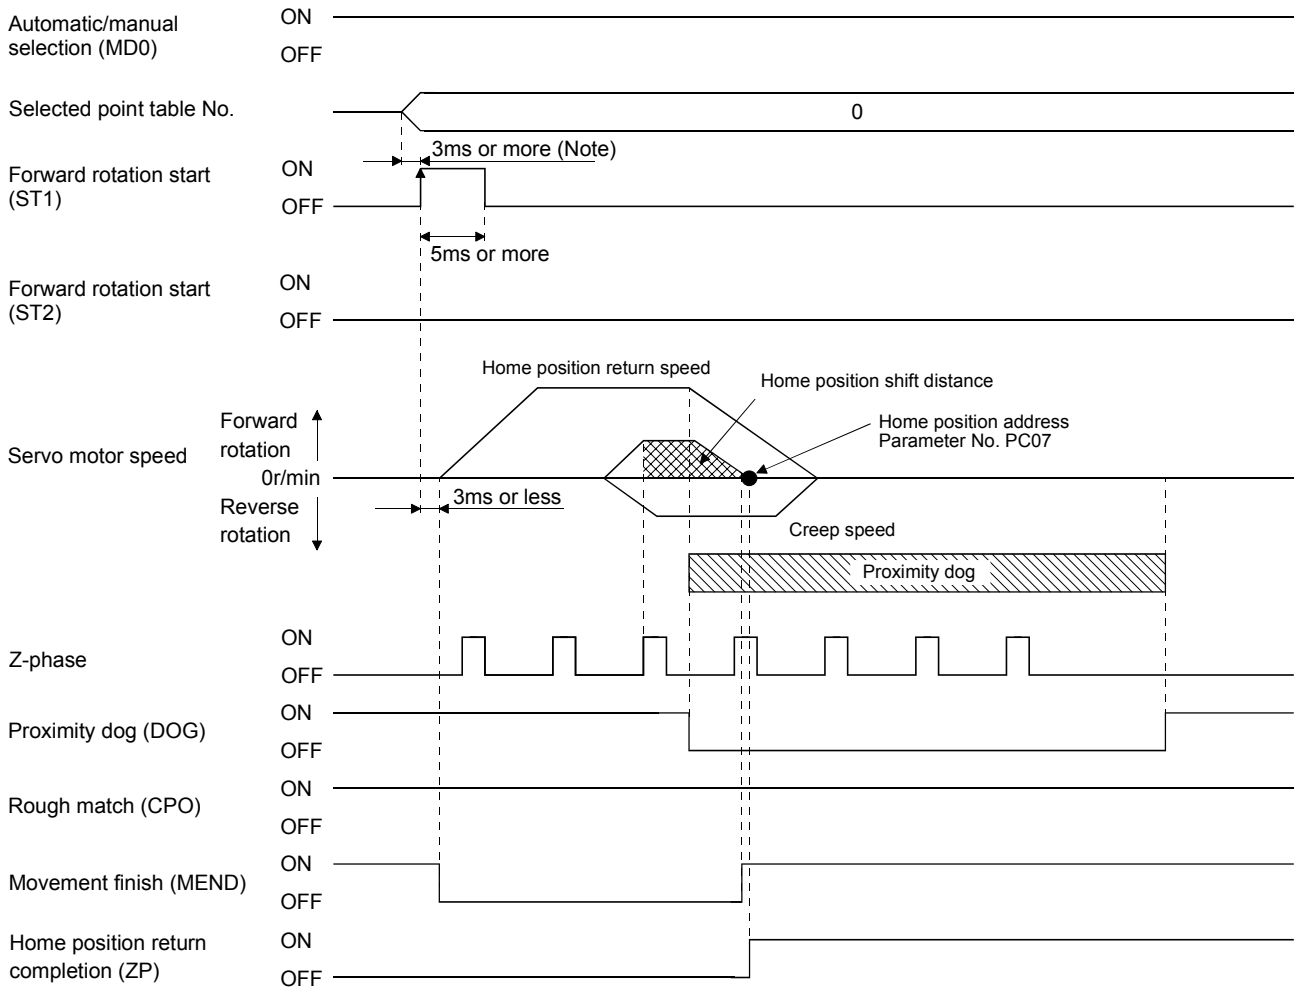 Automatic/manual
selection (MD0)
ON
OFF
Selected point table No.
0
3ms or more (Note)
Forward rotation start
(ST1)
ON
OFF
5ms or more
Forward rotation start
(ST2)
ON
OFF
Home position return speed
Home position shift distance
Home position address
Parameter No. PC07
Servo motor speed
Forward
rotation
0r/min
Reverse
rotation
3ms or less
Creep speed
Proximity dog
Z-phase
ON
OFF
Proximity dog (DOG)
ON
OFF
Rough match (CPO)
ON
OFF
Movement finish (MEND)
ON
OFF
Home position return
completion (ZP)
ON
OFF